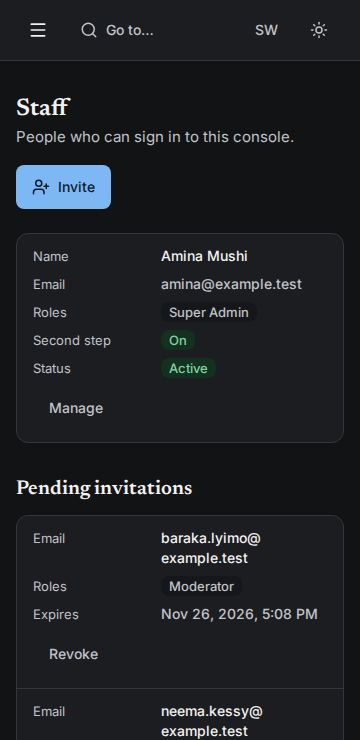 Go to...
SW
Staff
People who can sign in to this console.
Invite
Name Amina Mushi
Email amina@example.test
Roles Super Admin
Second step On
Status Active
Manage
Pending invitations
Email baraka.lyimo@
example.test
Roles Moderator
Expires Nov 26, 2026, 5:08 PM
Revoke
Email neema.kessy@
example.test